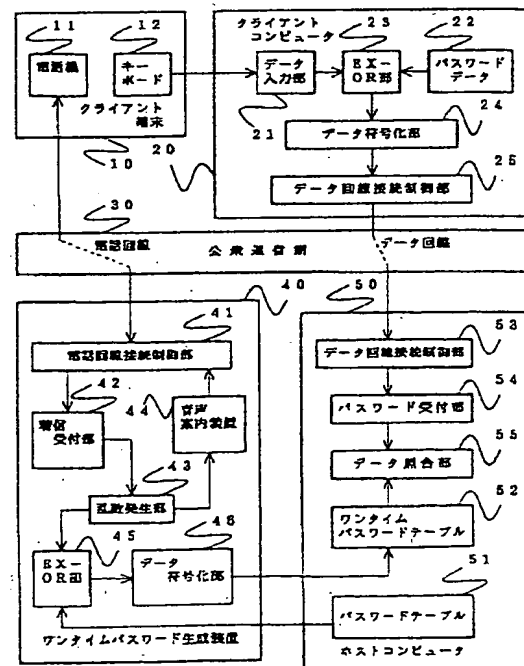 11
電話機
12
キー
ボード
クライアント
端末
10
クライアント
コンピュータ
23
22
データ
入力部
EX-
OR部
パスワード
データ
21
24
データ符号化部
20
25
データ回線接続制御部
30
電話回線
公衆通信網
データ回線
40
50
41
電話回線接続制御部
42
着信
受付部
44
音声
案内装置
43
乱数発生部
45
EX-
OR部
46
データ
符号化部
ワンタイムパスワード生成装置
53
データ回線接続制御部
54
パスワード受付部
55
データ照合部
52
ワンタイム
パスワードテーブル
51
パスワードテーブル
ホストコンピュータ